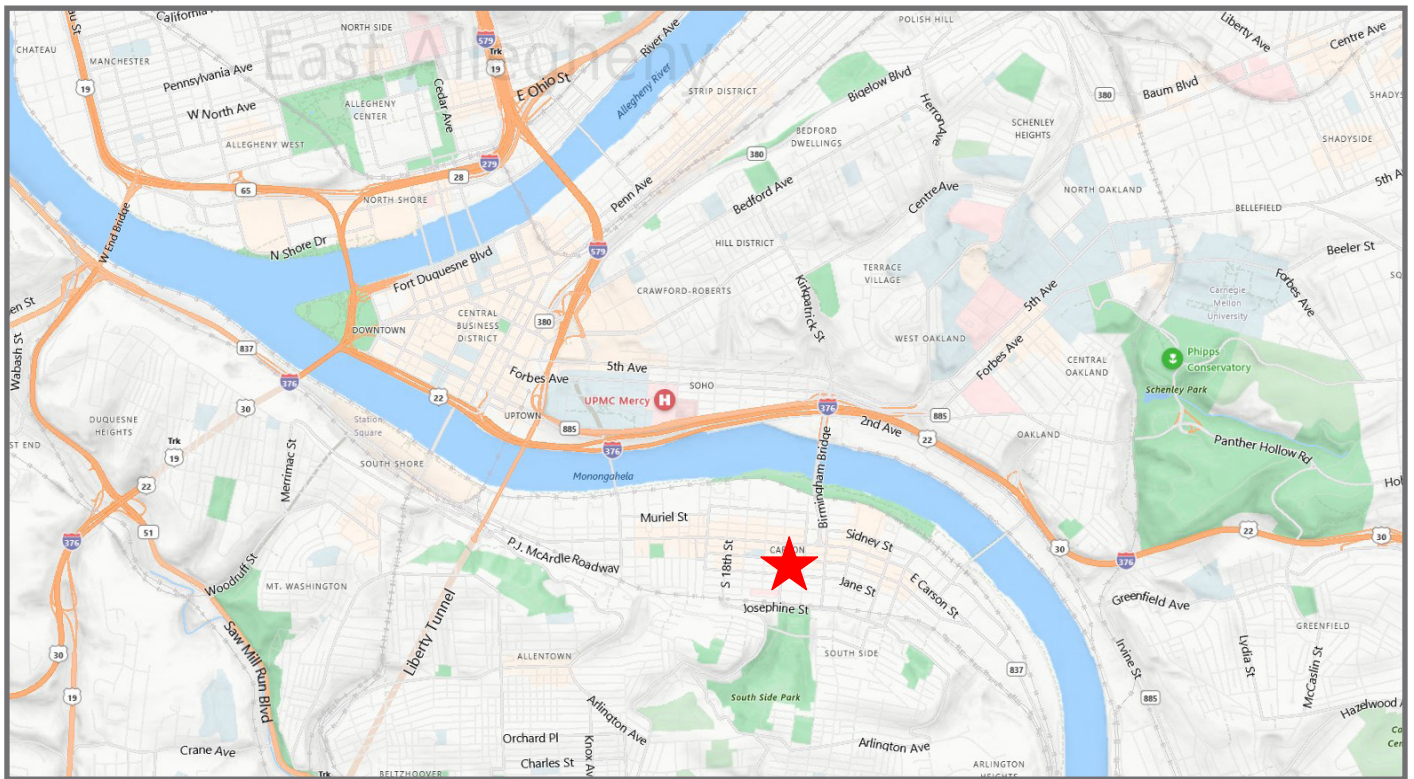 California
NORTH SIDE
579
Trk
19
River Ave
POLISH HILL
Liberty Ave
Centre Ave
CHATEAU
MANCHESTER
East Allegheny
19
Pennsylvania Ave
W North Ave
ALLEGHENY
CENTER
Cedar Ave
E Ohio St
Allegheny River
STRIP DISTRICT
Bigelow Blvd
Herron Ave
380
Baum Blvd
SCHENLEY
HEIGHTS
SHADYSIDE
ALLEGHENY WEST
BEDFORD
DWELLINGS
380
279
28
65
NORTH SHORE
Penn Ave
Bedford Ave
Centre Ave
NORTH OAKLAND
5th
BELLEFIELD
W End Bridge
N Shore Dr
Fort Duquesne Blvd
579
HILL DISTRICT
Beeler St
TERRACE
VILLAGE
Kirkpatrick St
CRAWFORD-ROBERTS
5th Ave
Carnegie
Mellon
University
Forbes Ave
Wabash St
837
DOWNTOWN
CENTRAL
BUSINESS
DISTRICT
380
WEST OAKLAND
Forbes Ave
CENTRAL
OAKLAND
Phipps
Conservatory
Schenley Park
376
22
Forbes Ave
5th Ave
SOHO
UPMC Mercy
H
30
DUQUESNE
HEIGHTS
Station
Square
UPTOWN
885
376
2nd Ave
885
22
OAKLAND
Panther Hollow Rd
Trk
19
Merrimac St
SOUTH SHORE
376
Monongahela
Birmingham Bridge
22
51
376
22
30
Muriel St
Sidney St
30
376
P.J. McArdle Roadway
S 18th St
Jane St
E Carson St
Woodruff St
MT. WASHINGTON
Josephine St
Greenfield Ave
GREENFIELD
Saw Mill Run Blvd
Liberty Tunnel
30
19
ALLENTOWN
SOUTH SIDE
837
Irvine St
Lydia St
McCaslin St
885
South Side Park
Hazelwood
Arlington Ave
Crane Ave
Orchard Pl
Charles St
Arlington Ave
ARLINGTON
HEIGHTS
Trk
BELTZHOOVER